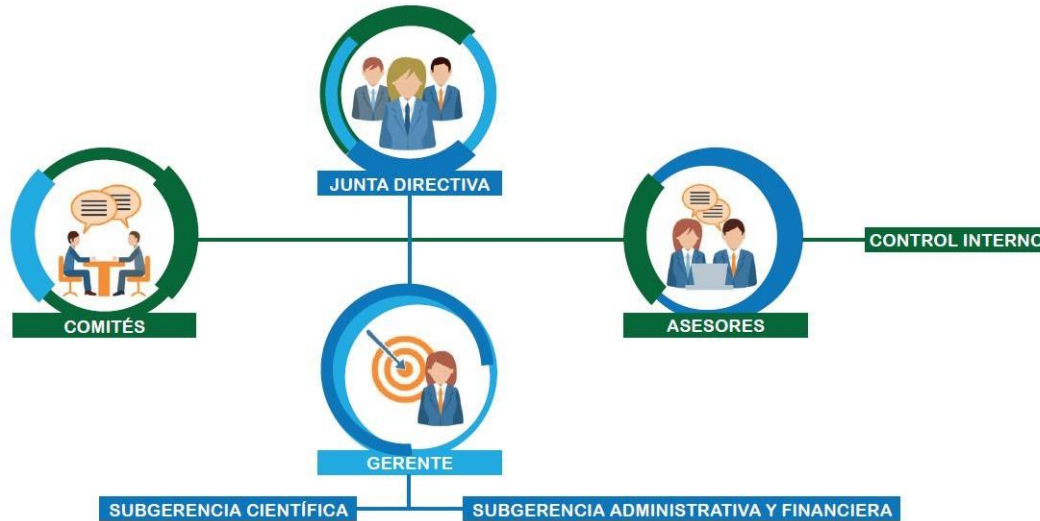 JUNTA DIRECTIVA
CONTROL INTERNO
COMITÉS
ASESORES
GERENTE
SUBGERENCIA CIENTÍFICA
SUBGERENCIA ADMINISTRATIVA Y FINANCIERA